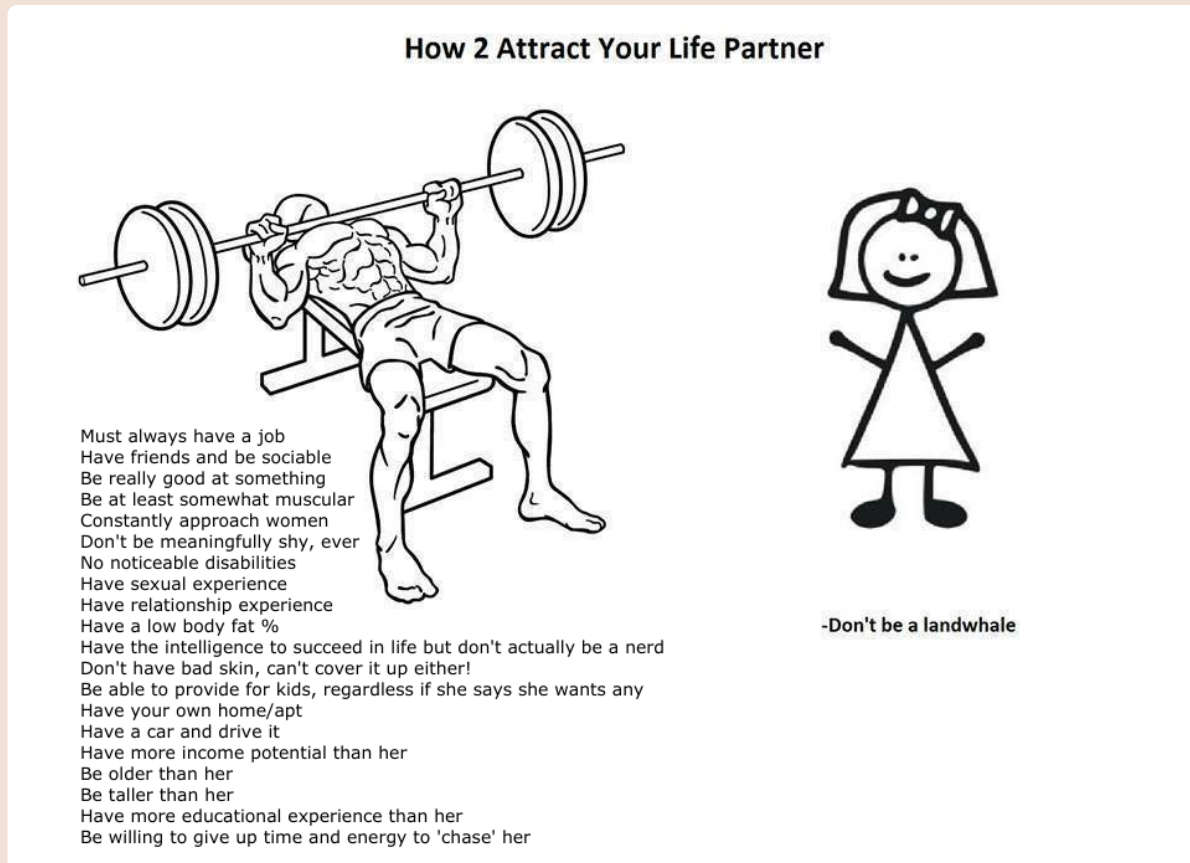 How 2 Attract Your Life Partner
Must always have a job
Have friends and be sociable
Be really good at something
Be at least somewhat muscular
Constantly approach women
Don't be meaningfully shy, ever
No noticeable disabilities
Have sexual experience
Have relationship experience
Have a low body fat %
Have the intelligence to succeed in life but don't actually be a nerd
Don't have bad skin, can't cover it up either!
Be able to provide for kids, regardless if she says she wants any
Have your own home/apt
Have a car and drive it
Have more income potential than her
Be older than her
Be taller than her
Have more educational experience than her
Be willing to give up time and energy to 'chase' her
-Don't be a landwhale